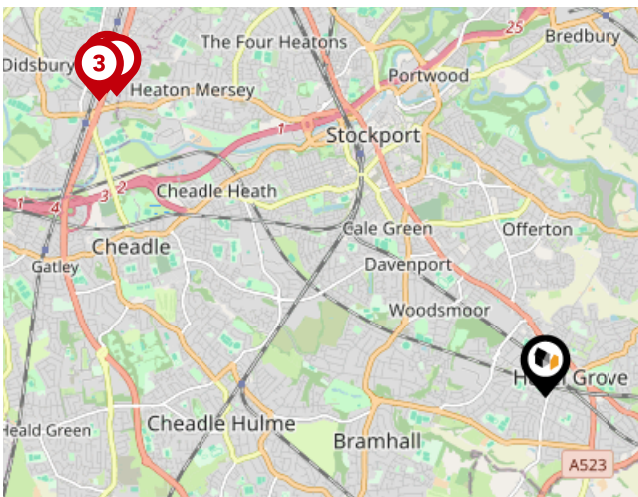 25
Bredbury
The Four Heatons
Didsbury
3
Portwood
Heaton Mersey
1
Stockport
2
3
1
4
Cheadle Heath
Cale Green
Offerton
Cheadle
Gatley
Davenport
Woodsmoor
Grove
Cheadle Hulme
Heald Green
Bramhall
A523